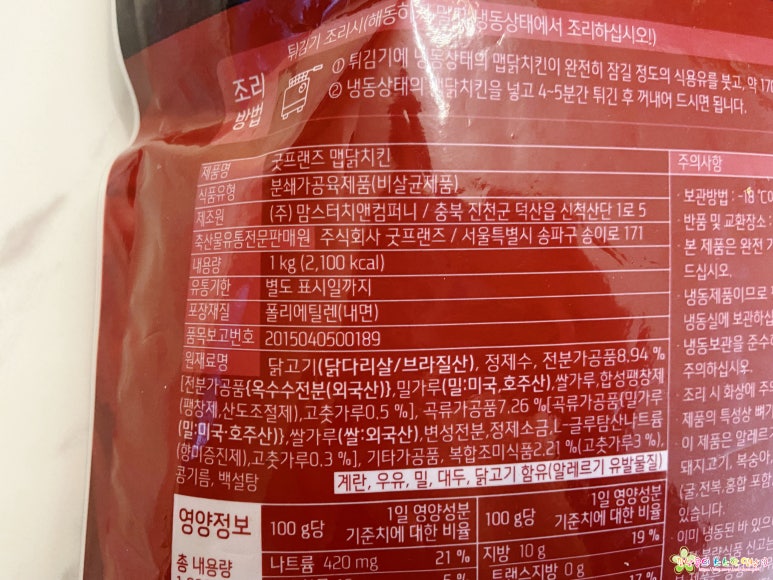 튀김기 조리시(해동하지 말고 냉동상태에서 조리하십시오!)
조리
방법
① 튀김기에 냉동상태의 맵닭치킨이 완전히 잠길 정도의 식용유를 붓고, 약 170
② 냉동상태의 맵닭치킨을 넣고 4~5분간 튀긴 후 꺼내어 드시면 됩니다.
제품명 굿프랜즈 맵닭치킨
식품유형 분쇄가공육제품(비살균제품)
제조원 (주) 맘스터치앤컴퍼니 / 충북 진천군 덕산읍 신척산단 1로 5
축산물유통전문판매원 주식회사 굿프랜즈 / 서울특별시 송파구 송이로 171
내용량 1 kg (2,100 kcal)
유통기한 별도 표시일까지
포장재질 폴리에틸렌(내면)
품목보고번호 2015040500189
원재료명 닭고기(닭다리살/브라질산), 정제수, 전분가공품8.94 %
[전분가공품{옥수수전분(외국산)},밀가루(밀:미국,호주산),쌀가루,합성팽창제
(팽창제,산도조절제),고춧가루0.5 %], 곡류가공품7.26 %[곡류가공품{밀가루
(밀:미국·호주산)},쌀가루(쌀:외국산),변성전분,정제소금,L-글루탐산나트륨
(향미증진제),고춧가루0.3 %], 기타가공품, 복합조미식품2.21 %(고춧가루3%),
콩기름, 백설탕
계란, 우유, 밀, 대두, 닭고기 함유(알레르기 유발물질)
영양정보
총 내용량
100 g당 1일 영양성분
기준치에 대한 비율
100 g당 1일 영양성분
기준치에 대한 비율
나트륨 420 mg 21 %
지방 10 g 19 %
트랜스지방 0 g
주의사항
· 보관방법 : -18 ℃
· 반품 및 교환장소 :
· 본 제품은 완전 가
드십시오.
· 냉동제품이므로
냉동실에 보관하십
· 냉동보관을 준수
주의하십시오.
· 조리 시 화상에 주의
· 제품의 특성상 뼈가
· 이 제품은 알레르
돼지고기, 복숭아,
굴,전복,홍합 포함
있습니다.
· 이미 냉동된 바 있으